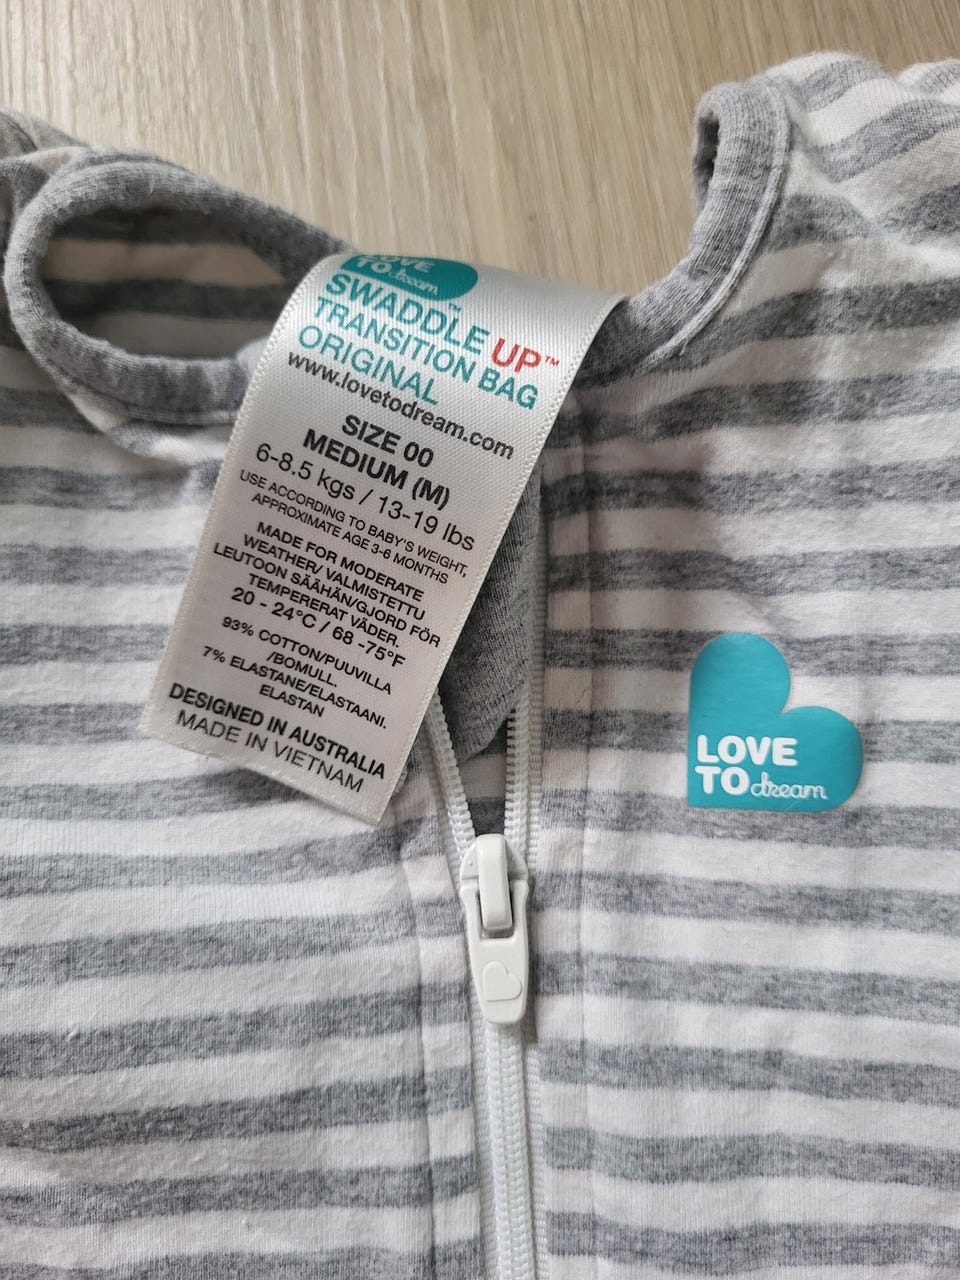 LOVE
TO dream
SWADDLE UP™
TRANSITION BAG
ORIGINAL
www.lovetodream.com
SIZE 00
MEDIUM (M)
6-8.5 kgs / 13-19 lbs
USE ACCORDING TO BABY'S WEIGHT,
APPROXIMATE AGE 3-6 MONTHS
MADE FOR MODERATE
WEATHER/ VALMISTETTU
LEUTOON SÄÄHÄN/GJORD FÖR
TEMPERERAT VÄDER.
20 - 24°C / 68 -75°F
93% COTTON/PUUVILLA
/BOMULL.
7% ELASTANE/ELASTAANI.
ELASTAN
DESIGNED IN AUSTRALIA
MADE IN VIETNAM
LOVE
TO dream